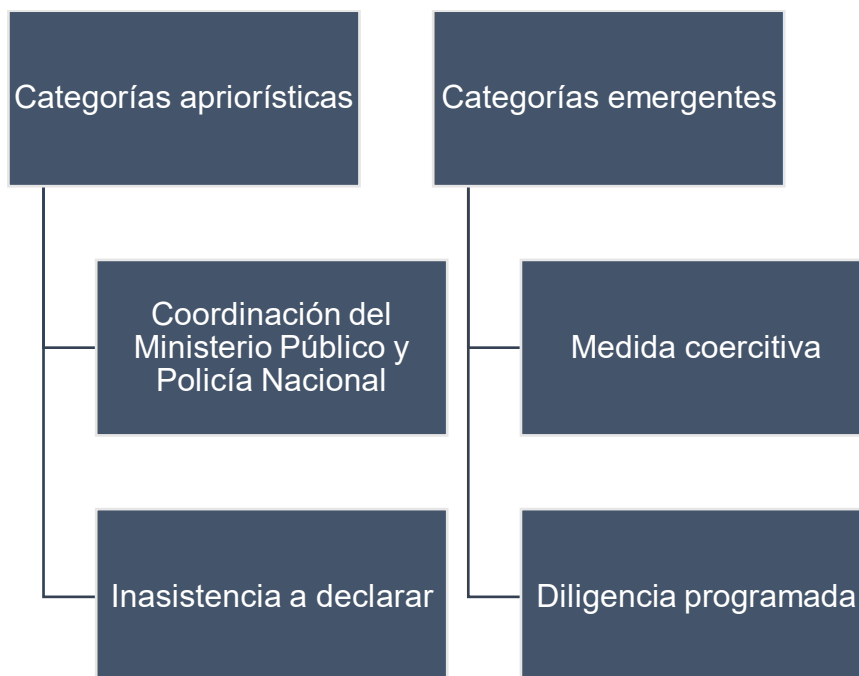 Categorías apriorísticas
Coordinación del
Ministerio Público y
Policía Nacional
Inasistencia a declarar
Categorías emergentes
Medida coercitiva
Diligencia programada